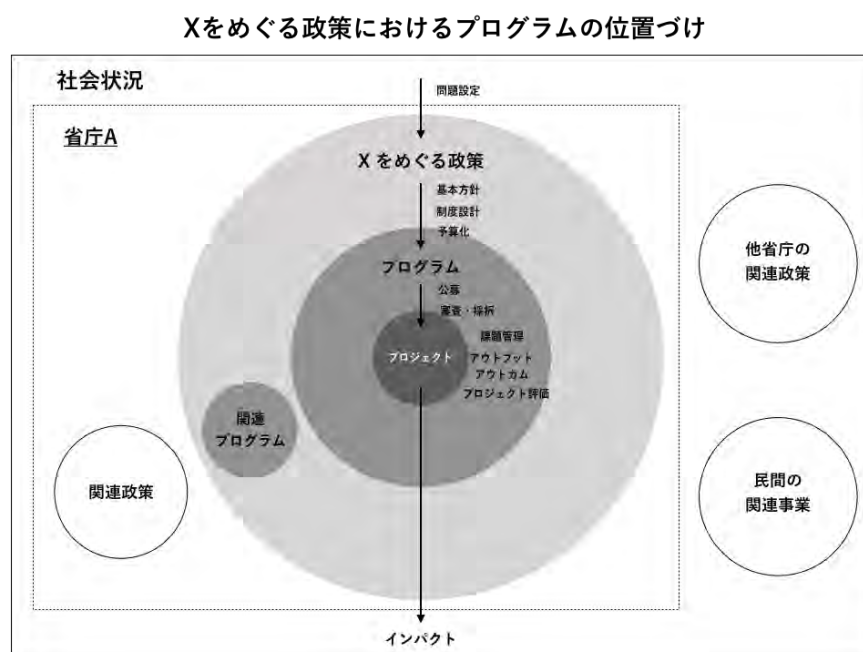 Xをめぐる政策におけるプログラムの位置づけ
社会状況
問題設定
省庁A
X をめぐる政策
基本方針
制度設計
予算化
プログラム
公募
審査・採択
課題管理
プロジェクト
アウトプット
アウトカム
プロジェクト評価
関連
プログラム
関連政策
他省庁の
関連政策
民間の
関連事業
インパクト